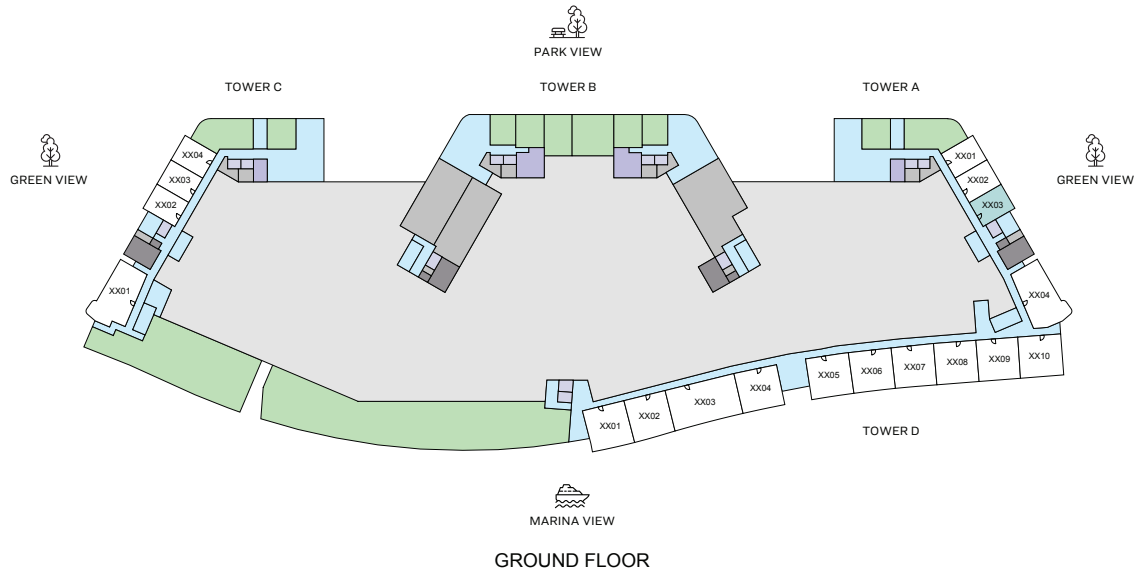 PARK VIEW
TOWER C
TOWER B
TOWER A
GREEN VIEW
GREEN VIEW
XX04
XX03
XX02
XX01
XX01
XX02
XX03
XX04
XX01
XX02
XX03
XX04
XX05
XX06
XX07
XX08
XX09
XX10
TOWER D
MARINA VIEW
GROUND FLOOR